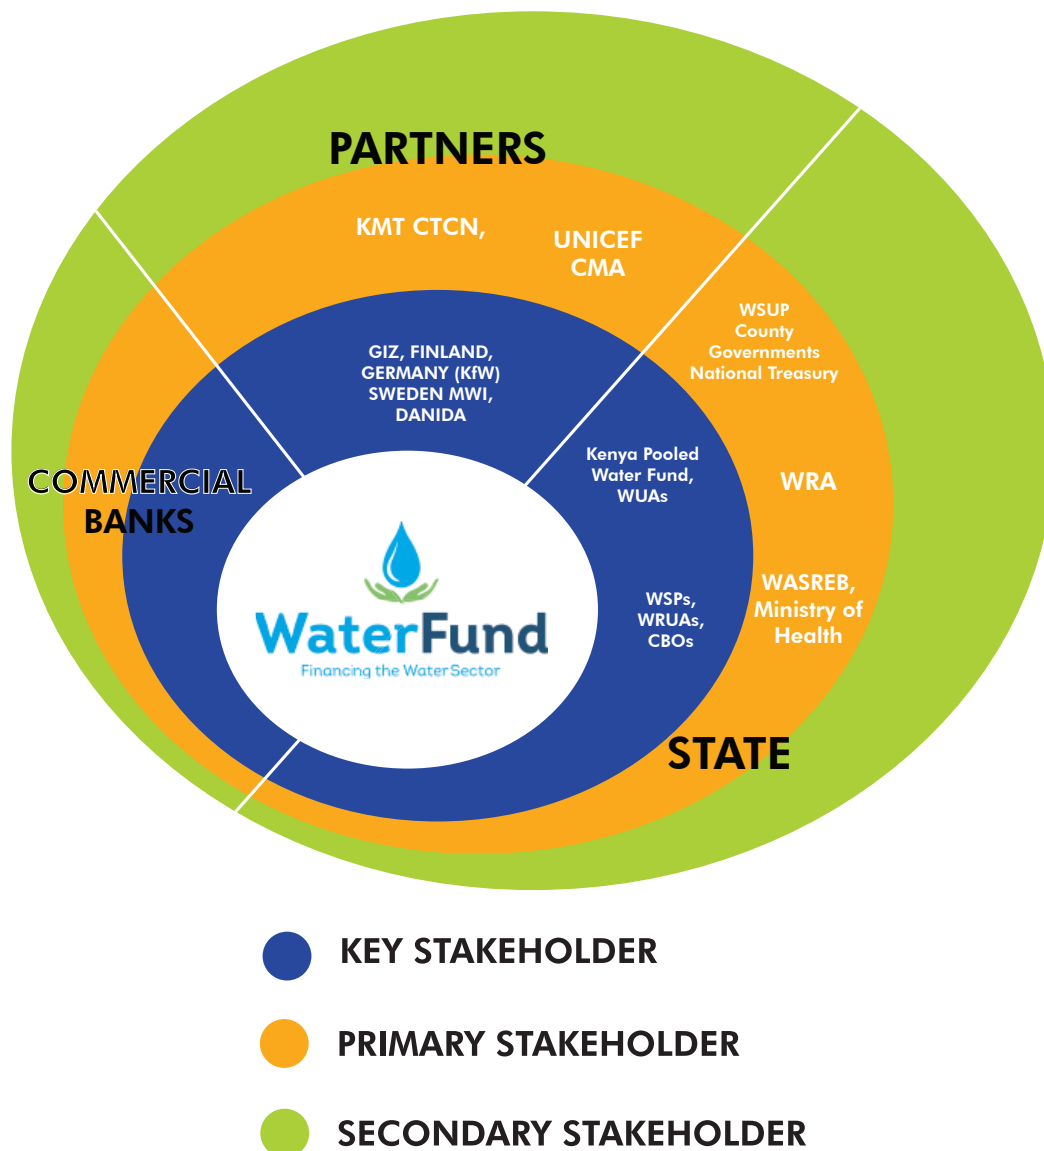 PARTNERS
KMT CTCN,
UNICEF
CMA
GIZ, FINLAND,
GERMANY (KfW)
SWEDEN MWI,
DANIDA
WSUP
County
Governments
National Treasury
Kenya Pooled
Water Fund,
WUAs
WRA
COMMERCIAL
BANKS
WaterFund
Financing the Water Sector
WSPs,
WRUAs,
CBOs
WASREB,
Ministry of
Health
STATE
KEY STAKEHOLDER
PRIMARY STAKEHOLDER
SECONDARY STAKEHOLDER